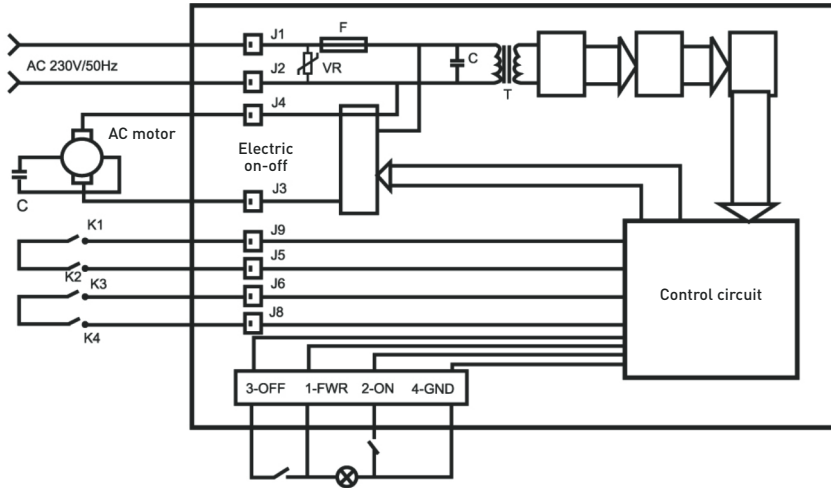 J1
F
AC 230V/50Hz
VR
C
J2
T
J4
AC motor
Electric
on-off
C
J3
K1
J9
K2
J5
K3
J6
Control circuit
J8
K4
3-OFF
1-FWR
2-ON
4-GND